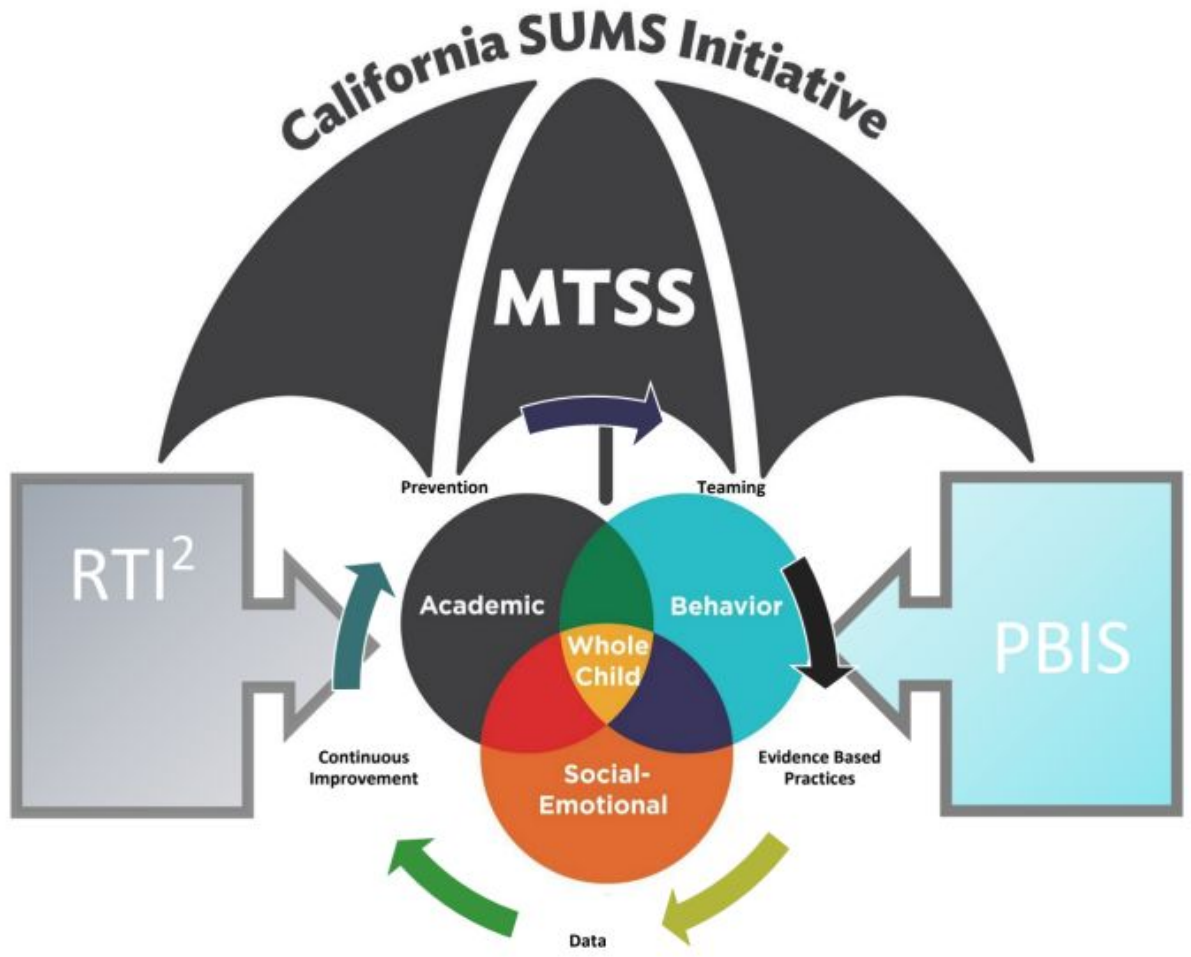 California SUMS Initiative
MTSS
Prevention
Teaming
RTI²
Academic
Behavior
Whole
Child
PBIS
Continuous
Improvement
Evidence Based
Practices
Social-
Emotional
Data